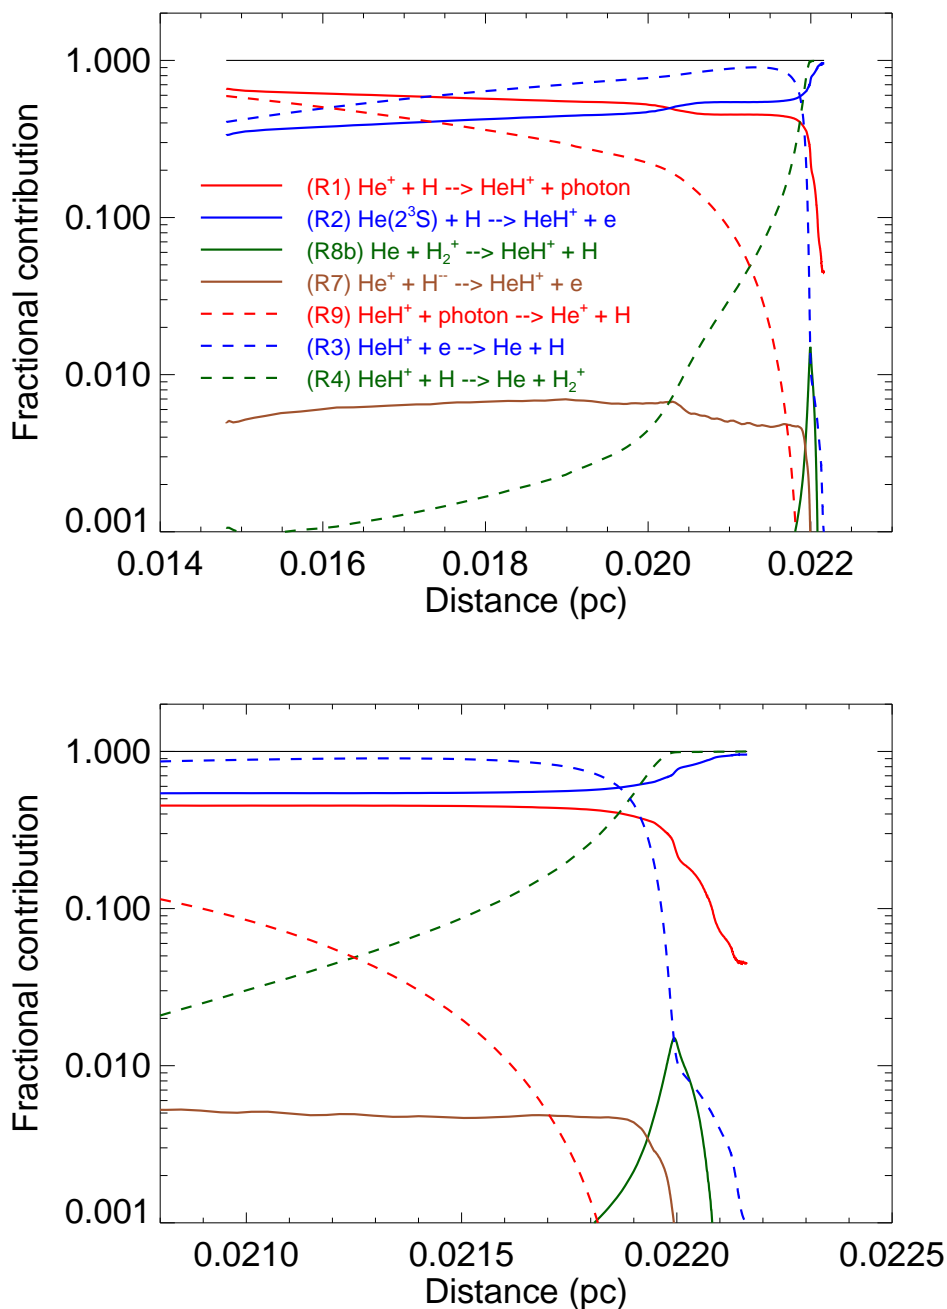 1.000
0.100
0.010
0.001
Fractional contribution
(R1) He⁺ + H --> HeH⁺ + photon
(R2) He(2³S) + H --> HeH⁺ + e
(R8b) He + H₂⁺ --> HeH⁺ + H
(R7) He⁺ + H⁻⁻ --> HeH⁺ + e
(R9) HeH⁺ + photon --> He⁺ + H
(R3) HeH⁺ + e --> He + H
(R4) HeH⁺ + H --> He + H₂⁺
0.014 0.016 0.018 0.020 0.022
Distance (pc)
1.000
0.100
0.010
0.001
Fractional contribution
0.0210 0.0215 0.0220 0.0225
Distance (pc)